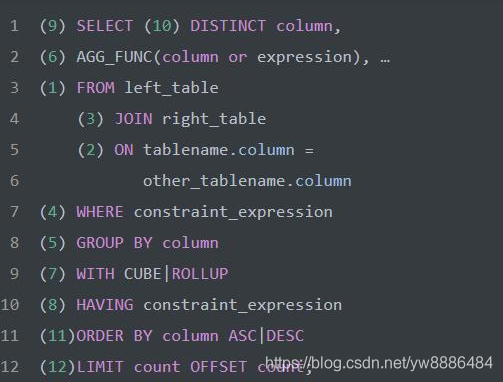 1 (9) SELECT (10) DISTINCT column,
2 (6) AGG_FUNC(column or expression), …
3 (1) FROM left_table
4 (3) JOIN right_table
5 (2) ON tablename.column =
6 other_tablename.column
7 (4) WHERE constraint_expression
8 (5) GROUP BY column
9 (7) WITH CUBE|ROLLUP
10 (8) HAVING constraint_expression
11 (11)ORDER BY column ASC|DESC
12 (12)LIMIT count OFFSET count;
https://blog.csdn.net/yw8886484